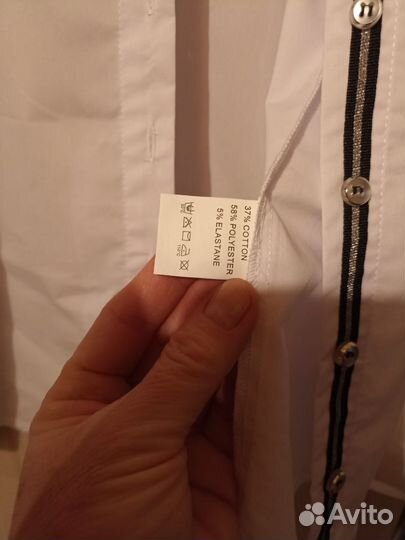 37% COTTON
58% POLYESTER
5% ELASTANE
Avito